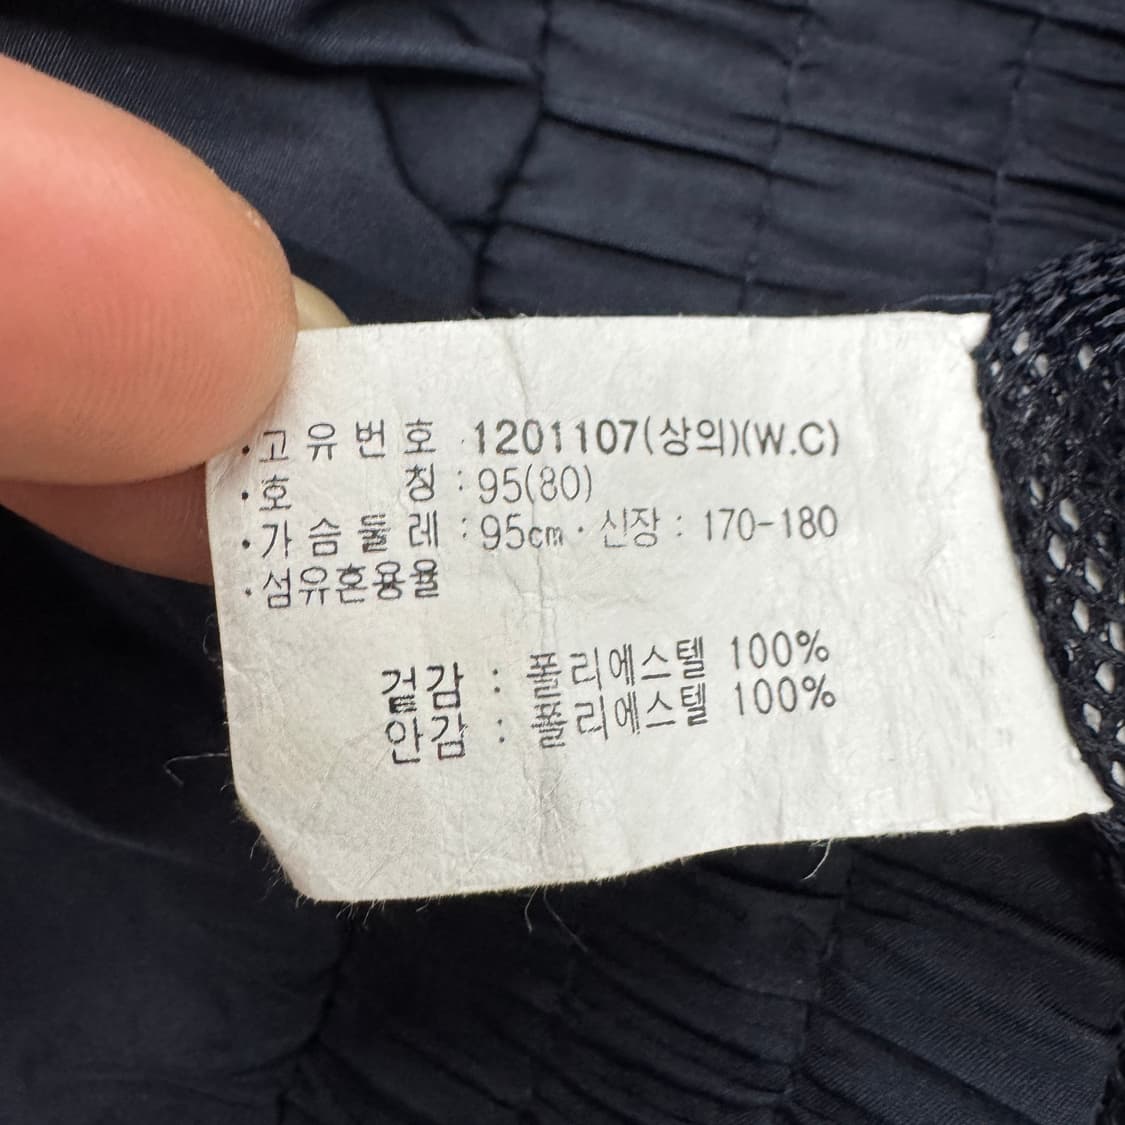 ·고유번호 1201107(상의)(W.C)
·호칭 : 95(80)
·가슴둘레 : 95cm · 신장 : 170-180
·섬유혼용율
겉감 : 폴리에스텔 100%
안감 : 폴리에스텔 100%